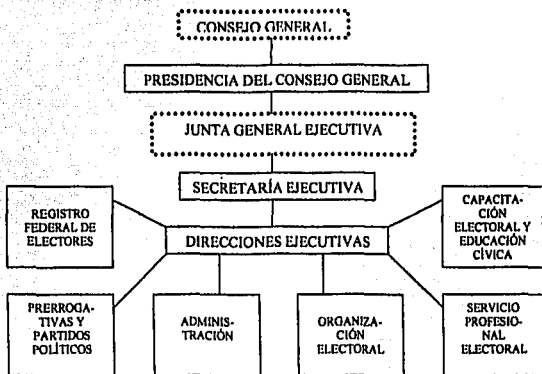 CONSEJO GENERAL
PRESIDENCIA DEL CONSEJO GENERAL
JUNTA GENERAL EJECUTIVA
SECRETARÍA EJECUTIVA
REGISTRO
FEDERAL DE
ELECTORES
DIRECCIONES EJECUTIVAS
CAPACITA-
CIÓN
ELECTORAL Y
EDUCACIÓN
CÍVICA
PRERROGA-
TIVAS Y
PARTIDOS
POLÍTICOS
ADMINIS-
TRACIÓN
ORGANIZA-
CIÓN
ELECTORAL
SERVICIO
PROFESIO-
NAL
ELECTORAL